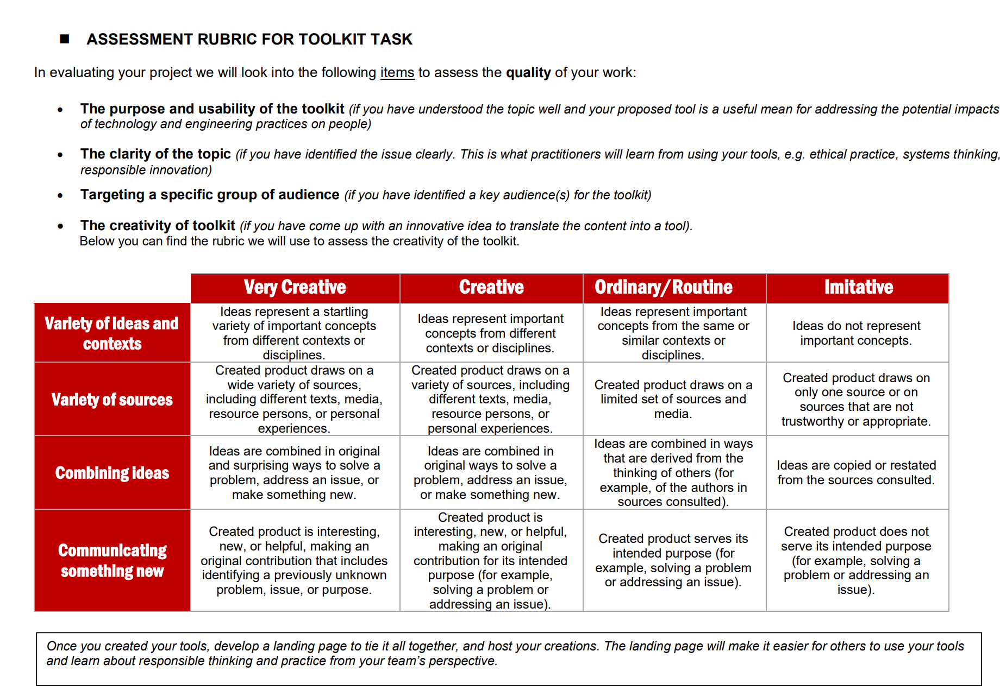 ■ ASSESSMENT RUBRIC FOR TOOLKIT TASK
In evaluating your project we will look into the following items to assess the quality of your work:
• The purpose and usability of the toolkit (if you have understood the topic well and your proposed tool is a useful mean for addressing the potential impacts
of technology and engineering practices on people)
• The clarity of the topic (if you have identified the issue clearly. This is what practitioners will learn from using your tools, e.g. ethical practice, systems thinking,
responsible innovation)
• Targeting a specific group of audience (if you have identified a key audience(s) for the toolkit)
• The creativity of toolkit (if you have come up with an innovative idea to translate the content into a tool).
Below you can find the rubric we will use to assess the creativity of the toolkit.
Very Creative
Creative
Ordinary/Routine
Imitative
Variety of Ideas and
contexts
Ideas represent a startling
variety of important concepts
from different contexts or
disciplines.
Ideas represent important
concepts from different
contexts or disciplines.
Ideas represent important
concepts from the same or
similar contexts or
disciplines.
Ideas do not represent
important concepts.
Variety of sources
Created product draws on a
wide variety of sources,
including different texts, media,
resource persons, or personal
experiences.
Created product draws on a
variety of sources, including
different texts, media,
resource persons, or
personal experiences.
Created product draws on a
limited set of sources and
media.
Created product draws on
only one source or on
sources that are not
trustworthy or appropriate.
Combining ideas
Ideas are combined in original
and surprising ways to solve a
problem, address an issue, or
make something new.
Ideas are combined in
original ways to solve a
problem, address an issue,
or make something new.
Ideas are combined in ways
that are derived from the
thinking of others (for
example, of the authors in
sources consulted).
Ideas are copied or restated
from the sources consulted.
Communicating
something new
Created product is interesting,
new, or helpful, making an
original contribution that includes
identifying a previously unknown
problem, issue, or purpose.
Created product is
interesting, new, or helpful,
making an original
contribution for its intended
purpose (for example,
solving a problem or
addressing an issue).
Created product serves its
intended purpose (for
example, solving a problem
or addressing an issue).
Created product does not
serve its intended purpose
(for example, solving a
problem or addressing an
issue).
Once you created your tools, develop a landing page to tie it all together, and host your creations. The landing page will make it easier for others to use your tools
and learn about responsible thinking and practice from your team's perspective.